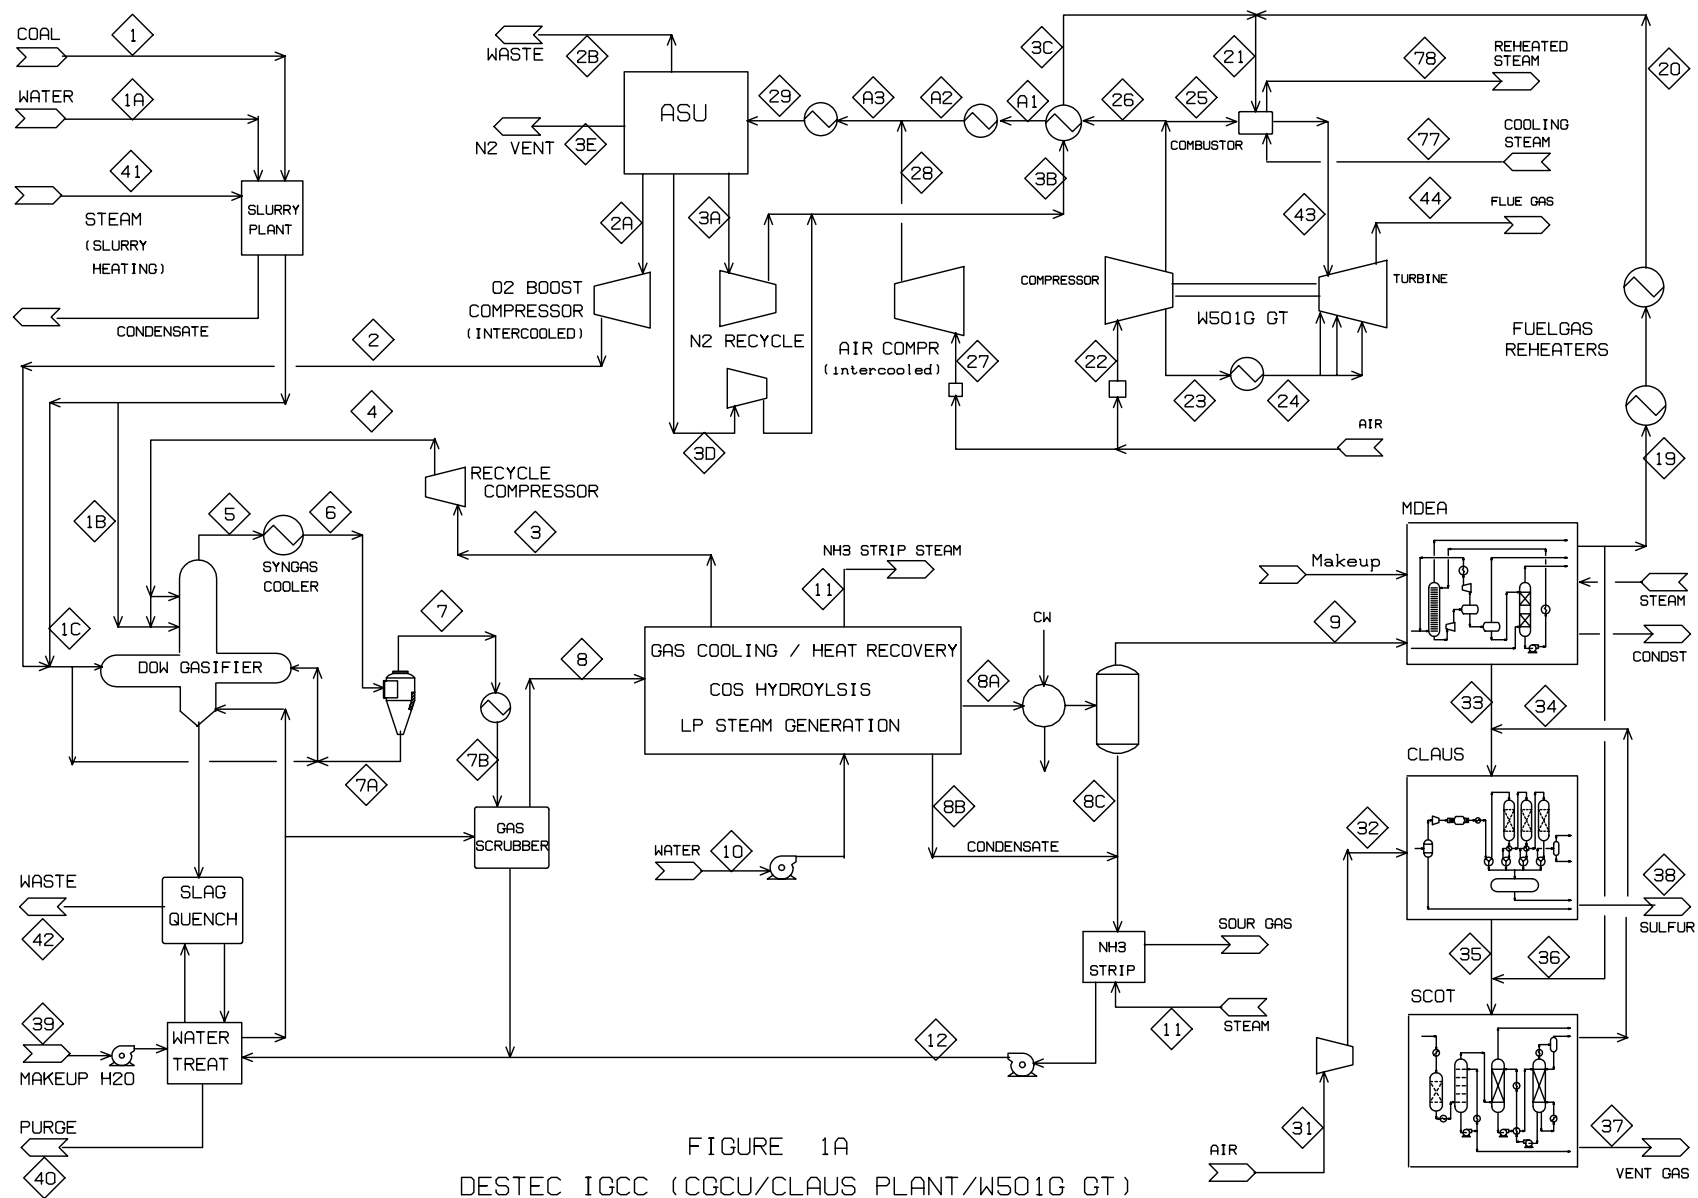 COAL
1
WATER
1A
41
STEAM
(SLURRY
HEATING)
SLURRY
PLANT
CONDENSATE
2
4
WASTE
2B
ASU
N2 VENT
3E
29
A3
A2
A1
26
25
3C
21
78
REHEATED
STEAM
20
COMBUSTOR
COOLING
STEAM
77
28
3B
2A
3A
43
44
FLUE GAS
O2 BOOST
COMPRESSOR
(INTERCOOLED)
N2 RECYCLE
AIR COMPR
(intercooled)
COMPRESSOR
W501G GT
TURBINE
FUELGAS
REHEATERS
27
22
23
24
3D
AIR
19
RECYCLE
COMPRESSOR
1B
5
6
SYNGAS
COOLER
3
NH3 STRIP STEAM
11
MDEA
Makeup
STEAM
CONDST
1C
DOW GASIFIER
7
8
GAS COOLING / HEAT RECOVERY
COS HYDROYLSIS
LP STEAM GENERATION
8A
CW
9
33
34
7A
7B
8B
8C
CLAUS
GAS
SCRUBBER
WATER
10
CONDENSATE
32
38
SULFUR
WASTE
42
SLAG
QUENCH
NH3
STRIP
SOUR GAS
35
36
SCOT
39
MAKEUP H2O
WATER
TREAT
12
11
STEAM
PURGE
40
31
AIR
37
VENT GAS
FIGURE 1A
DESTEC IGCC (CGCU/CLAUS PLANT/W501G GT)